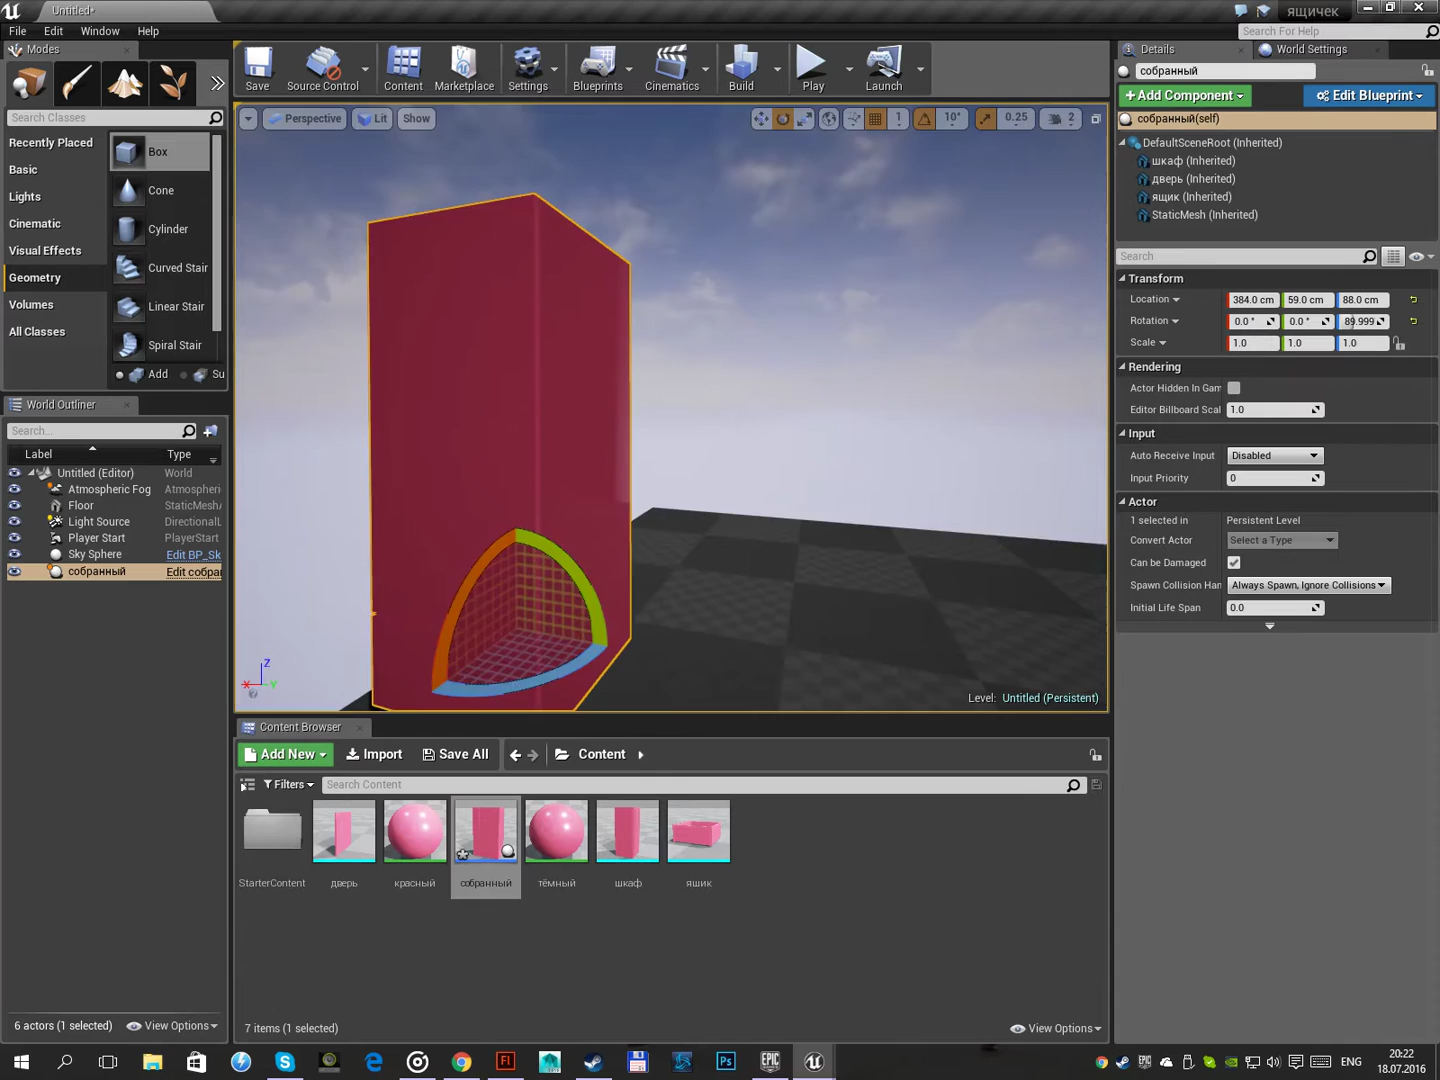 Untitled*
ящичек
File Edit Window Help
Search For Help
Modes
Save
Source Control
Content
Marketplace
Settings
Blueprints
Cinematics
Build
Play
Launch
Search Classes
Recently Placed
Basic
Lights
Cinematic
Visual Effects
Geometry
Volumes
All Classes
Box
Cone
Cylinder
Curved Stair
Linear Stair
Spiral Stair
Add
Su
Perspective
Lit
Show
1
10°
0.25
2
World Outliner
Search...
Label Type
Untitled (Editor) World
Atmospheric Fog Atmospheri
Floor StaticMesh
Light Source DirectionalL
Player Start PlayerStart
Sky Sphere Edit BP_Sk
собранный Edit собра
6 actors (1 selected)
View Options
Z
X
Y
Level: Untitled (Persistent)
Content Browser
Add New
Import
Save All
Content
Filters
Search Content
StarterContent
дверь
красный
собранный
тёмный
шкаф
яшик
7 items (1 selected)
View Options
Details
World Settings
собранный
Add Component
Edit Blueprint
собранный(self)
DefaultSceneRoot (Inherited)
шкаф (Inherited)
дверь (Inherited)
ящик (Inherited)
StaticMesh (Inherited)
Search
Transform
Location 384.0 cm 59.0 cm 88.0 cm
Rotation 0.0 ° 0.0 ° 89.999
Scale 1.0 1.0 1.0
Rendering
Actor Hidden In Gam
Editor Billboard Scal 1.0
Input
Auto Receive Input Disabled
Input Priority 0
Actor
1 selected in Persistent Level
Convert Actor Select a Type
Can be Damaged
Spawn Collision Han Always Spawn, Ignore Collisions
Initial Life Span 0.0
Fl
Ps
EPIC
ENG
20:22
18.07.2016